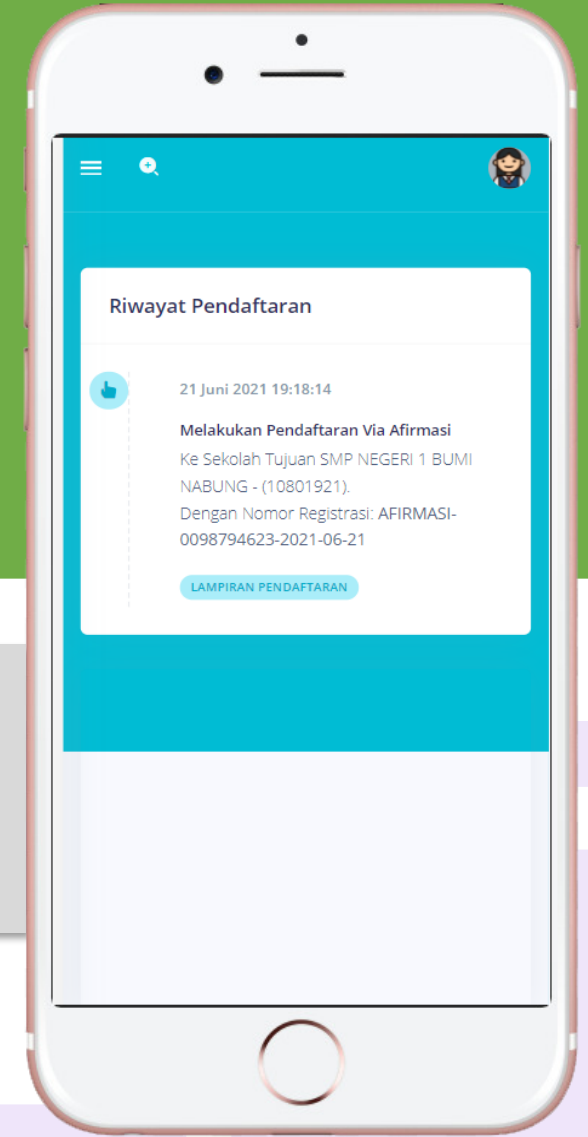 Riwayat Pendaftaran
21 Juni 2021 19:18:14
Melakukan Pendaftaran Via Afirmasi
Ke Sekolah Tujuan SMP NEGERI 1 BUMI
NABUNG - (10801921).
Dengan Nomor Registrasi: AFIRMASI-
0098794623-2021-06-21
LAMPIRAN PENDAFTARAN